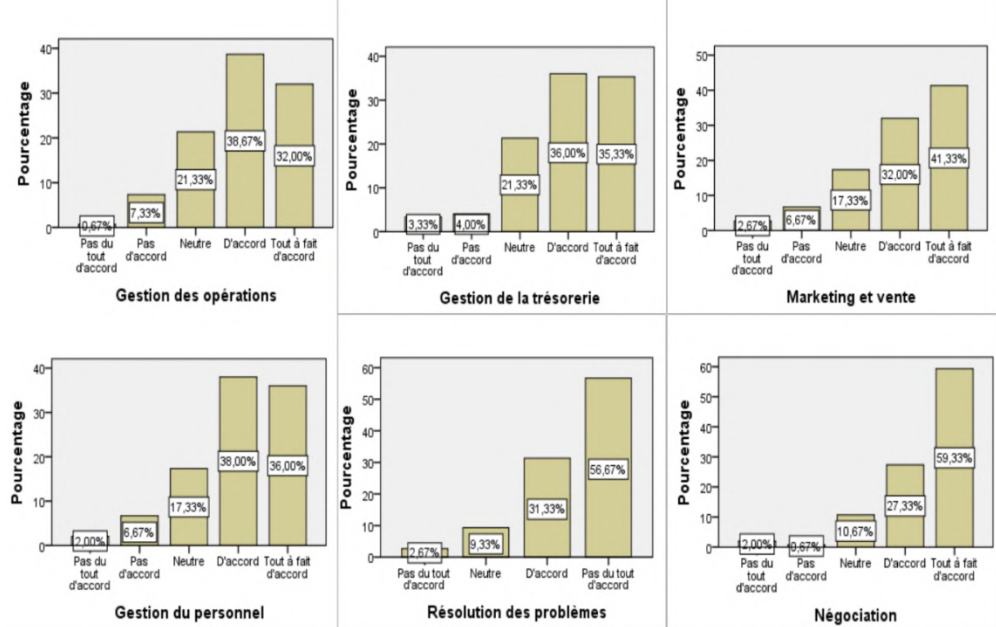 Pourcentage
40
30
20
10
0
0,67%
7,33%
21,33%
38,67%
32,00%
Pas du tout d'accord
Pas d'accord
Neutre
D'accord
Tout à fait d'accord
Gestion des opérations
Pourcentage
40
30
20
10
0
3,33%
4,00%
21,33%
36,00%
35,33%
Pas du tout d'accord
Pas d'accord
Neutre
D'accord
Tout à fait d'accord
Gestion de la trésorerie
Pourcentage
50
40
30
20
10
0
2,67%
6,67%
17,33%
32,00%
41,33%
Pas du tout d'accord
Pas d'accord
Neutre
D'accord
Tout à fait d'accord
Marketing et vente
Pourcentage
40
30
20
10
0
2,00%
6,67%
17,33%
38,00%
36,00%
Pas du tout d'accord
Pas d'accord
Neutre
D'accord
Tout à fait d'accord
Gestion du personnel
Pourcentage
60
50
40
30
20
10
0
2,67%
9,33%
31,33%
56,67%
Pas du tout d'accord
Neutre
D'accord
Pas du tout d'accord
Résolution des problèmes
Pourcentage
60
50
40
30
20
10
0
2,00%
0,67%
10,67%
27,33%
59,33%
Pas du tout d'accord
Pas d'accord
Neutre
D'accord
Tout à fait d'accord
Négociation